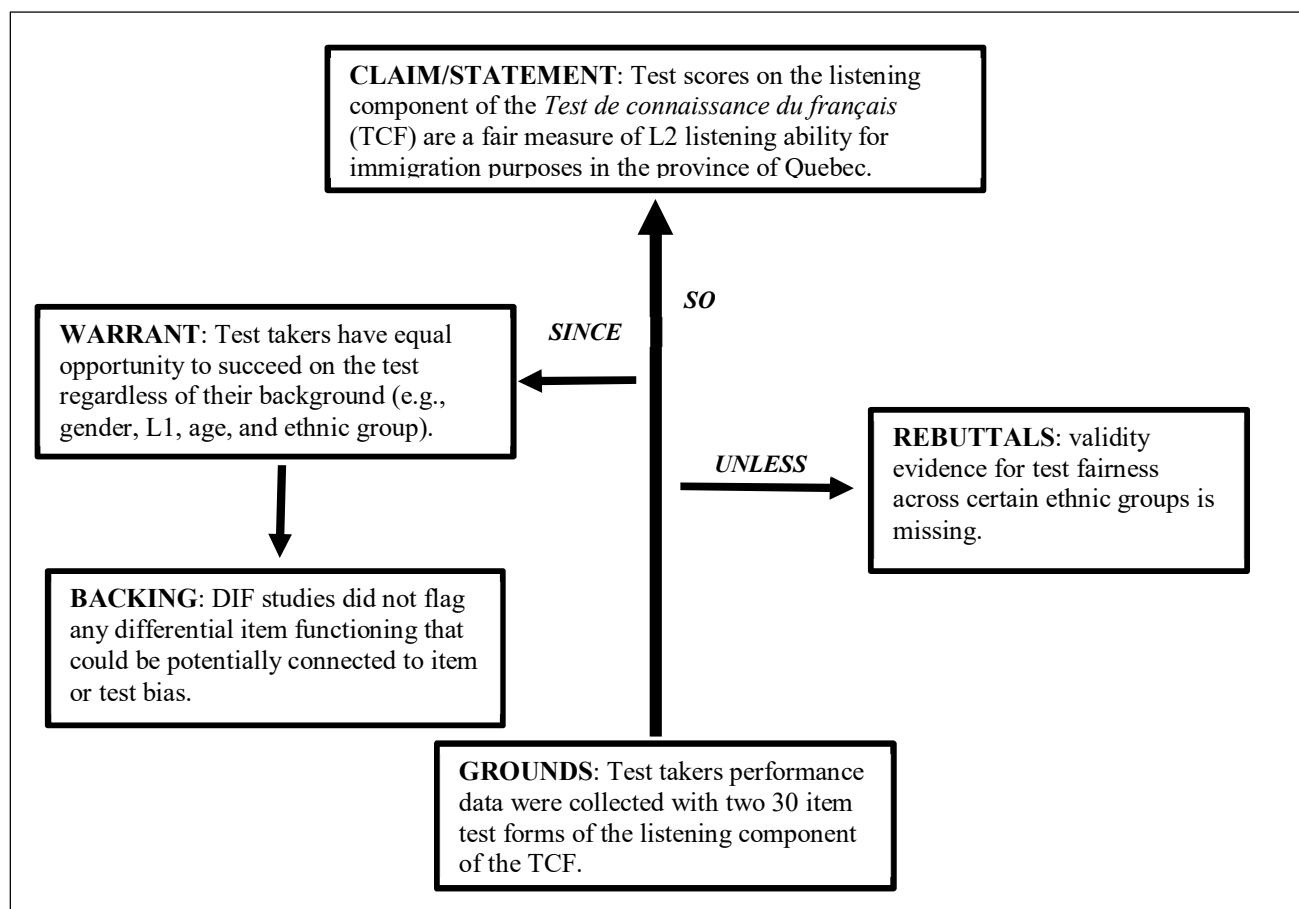 CLAIM/STATEMENT: Test scores on the listening
component of the Test de connaissance du français
(TCF) are a fair measure of L2 listening ability for
immigration purposes in the province of Quebec.
SO
SINCE
WARRANT: Test takers have equal
opportunity to succeed on the test
regardless of their background (e.g.,
gender, L1, age, and ethnic group).
UNLESS
REBUTTALS: validity
evidence for test fairness
across certain ethnic groups is
missing.
BACKING: DIF studies did not flag
any differential item functioning that
could be potentially connected to item
or test bias.
GROUNDS: Test takers performance
data were collected with two 30 item
test forms of the listening component
of the TCF.